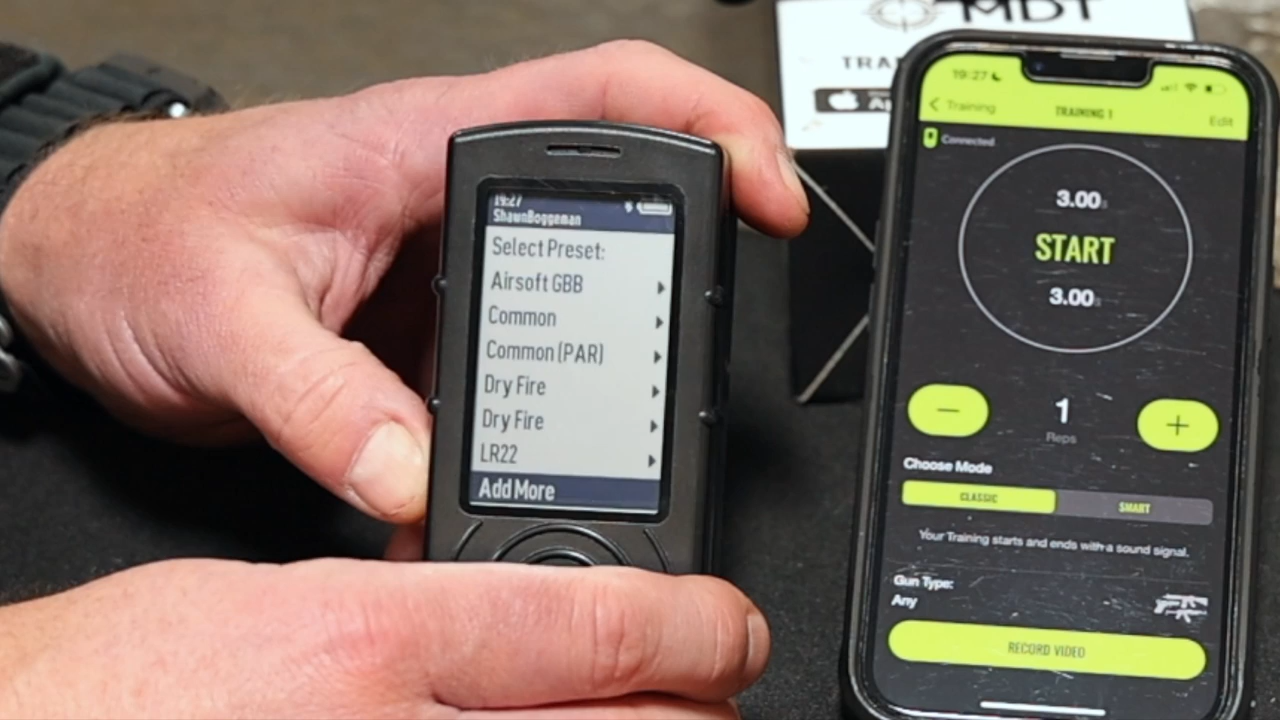 MDT
19:27
ShawnBoggeman
Select Preset:
Airsoft GBB
Common
Common (PAR)
Dry Fire
Dry Fire
LR22
Add More
19:27
Training
TRAINING 1
Edit
Connected
3.00s
START
3.00s
1
Reps
Choose Mode
CLASSIC
SMART
Your Training starts and ends with a sound signal.
Gun Type:
Any
RECORD VIDEO